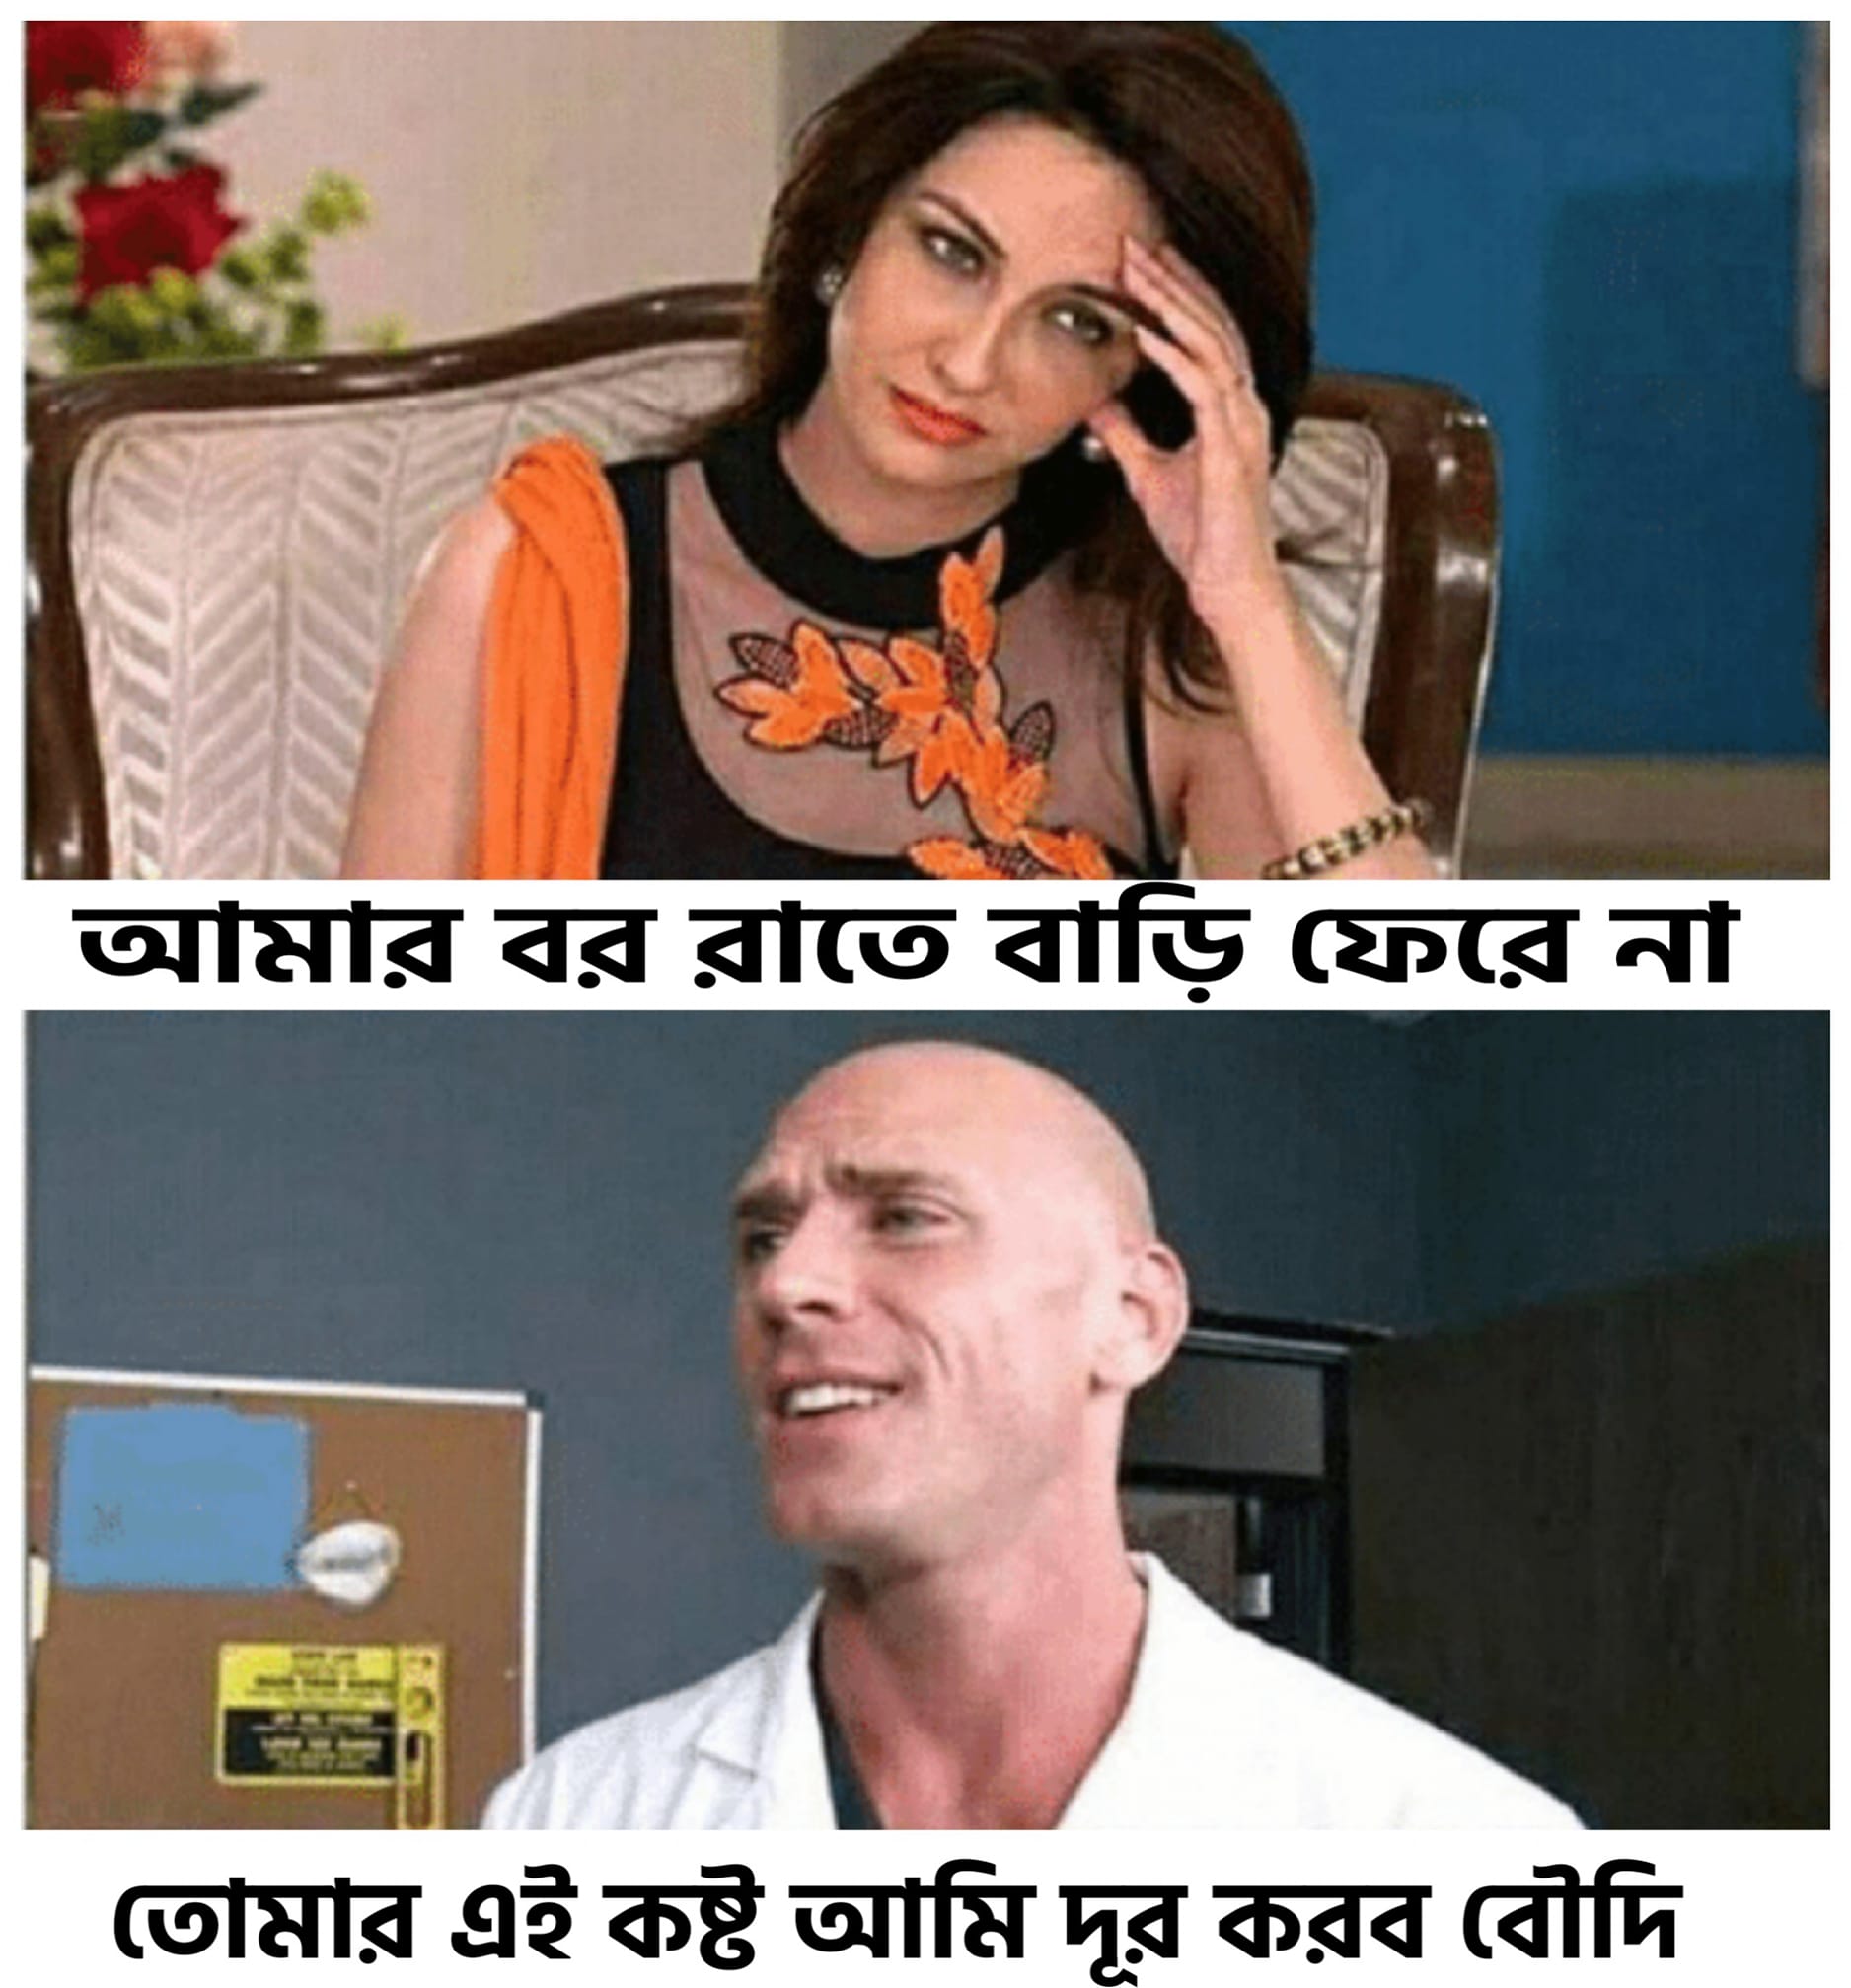 আমার বর রাতে বাড়ি ফেরে না
তোমার এই কষ্ট আমি দূর করব বৌদি